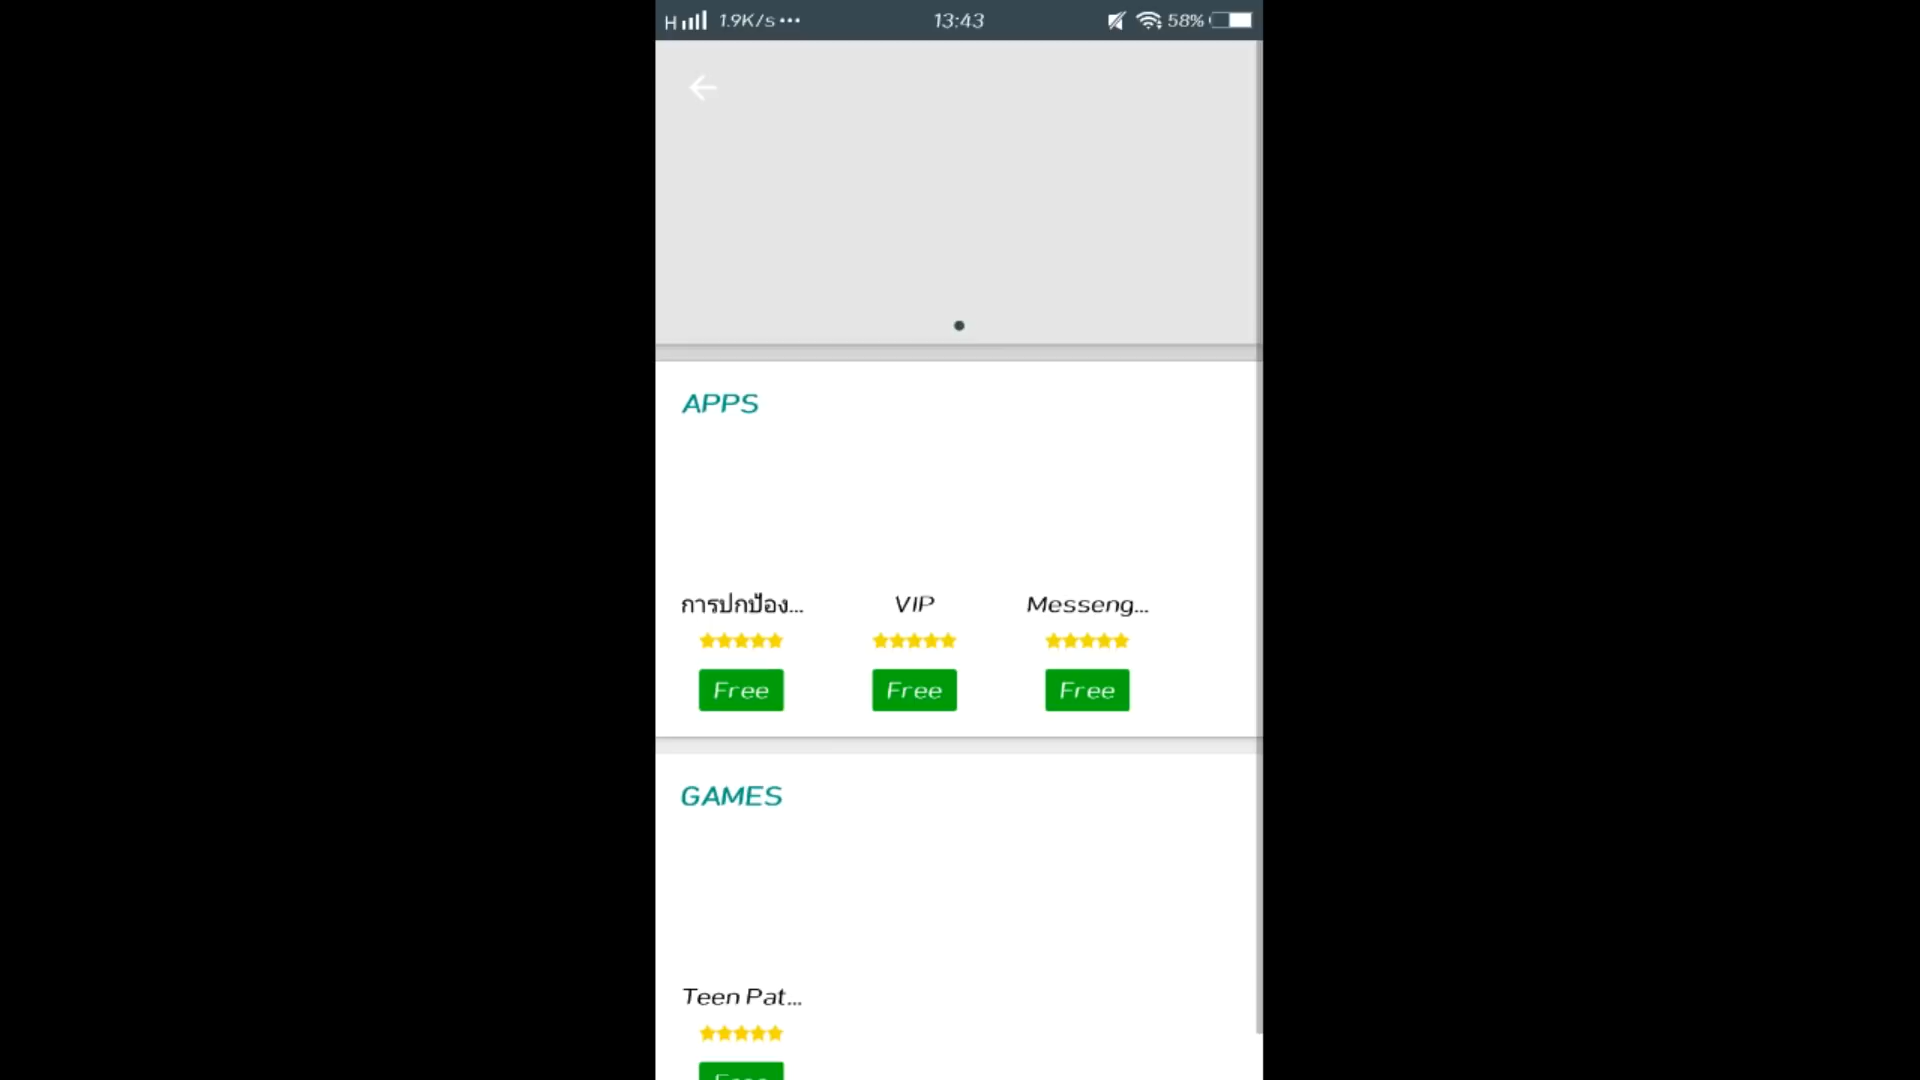 H 1.9K/s ••• 13:43 58%
APPS
การปกป้อง... VIP Messeng...
Free Free Free
GAMES
Teen Pat...
Free